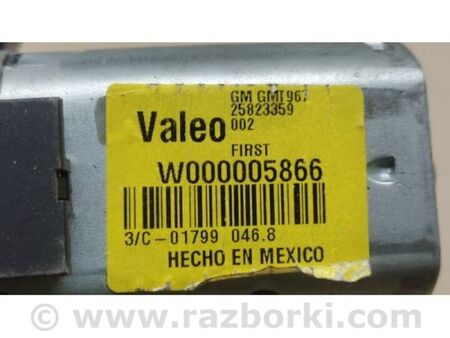 GM GMT967
25823359
Valeo 002
FIRST
W000005866
3/C-01799 046.8
HECHO EN MEXICO
© www.razborki.com